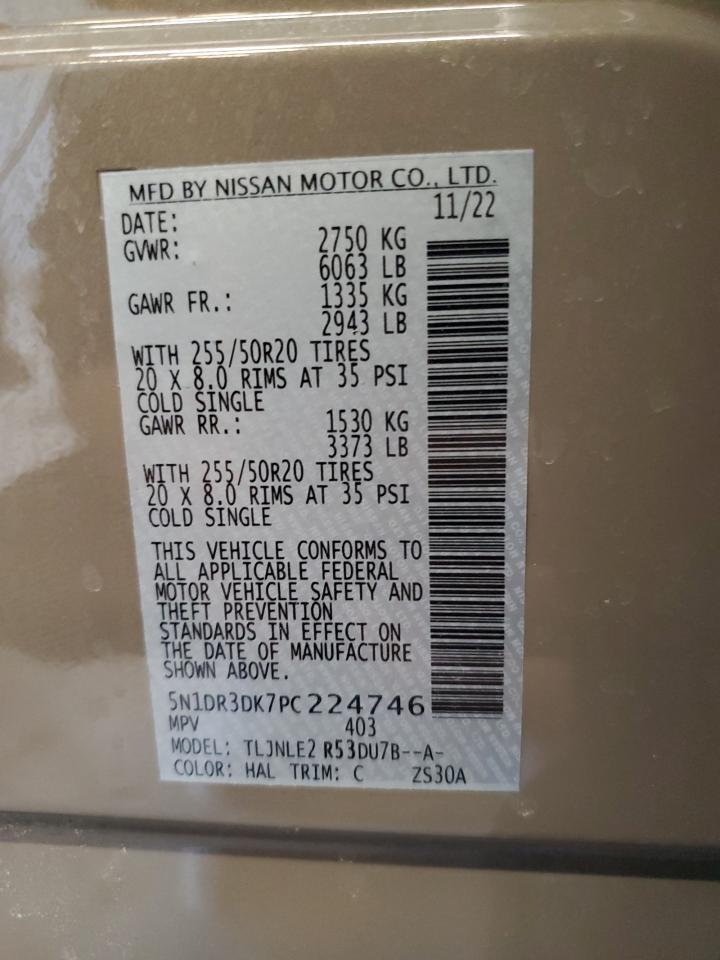 MFD BY NISSAN MOTOR CO., LTD.
DATE: 11/22
GVWR: 2750 KG
6063 LB
GAWR FR.: 1335 KG
2943 LB
WITH 255/50R20 TIRES
20 X 8.0 RIMS AT 35 PSI
COLD SINGLE
GAWR RR.: 1530 KG
3373 LB
WITH 255/50R20 TIRES
20 X 8.0 RIMS AT 35 PSI
COLD SINGLE
THIS VEHICLE CONFORMS TO
ALL APPLICABLE FEDERAL
MOTOR VEHICLE SAFETY AND
THEFT PREVENTION
STANDARDS IN EFFECT ON
THE DATE OF MANUFACTURE
SHOWN ABOVE.
5N1DR3DK7PC224746
MPV 403
MODEL: TLJNLE2 R53DU7B--A-
COLOR: HAL TRIM: C ZS30A